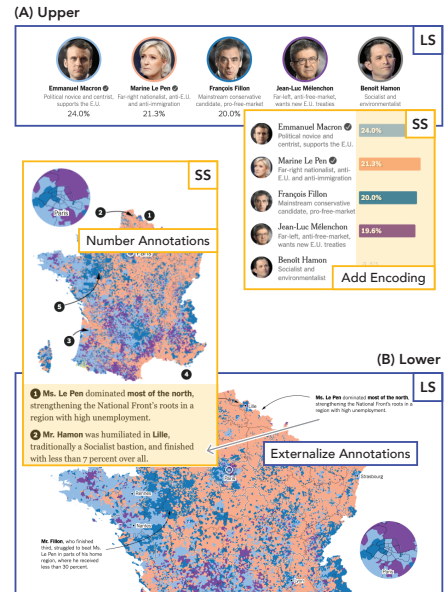 (A) Upper
LS
Emmanuel Macron
Political novice and centrist,
supports the E.U.
24.0%
Marine Le Pen
Far-right nationalist, anti-E.U.
and anti-immigration
21.3%
François Fillon
Mainstream conservative
candidate, pro-free-market
20.0%
Jean-Luc Mélenchon
Far-left, anti-free-market,
wants new E.U. treaties
Benoît Hamon
Socialist and
environmentalist
SS
Emmanuel Macron
Political novice and
centrist, supports the E.U.
24.0%
Marine Le Pen
Far-right nationalist, anti-
E.U. and anti-immigration
21.3%
François Fillon
Mainstream conservative
candidate, pro-free-market
20.0%
Jean-Luc Mélenchon
Far-left, anti-free-market,
wants new E.U. treaties
19.6%
Benoît Hamon
Socialist and
environmentalist
Add Encoding
SS
Paris
2
1
Number Annotations
5
3
4
1 Ms. Le Pen dominated most of the north,
strengthening the National Front's roots in a
region with high unemployment.
2 Mr. Hamon was humiliated in Lille,
traditionally a Socialist bastion, and finished
with less than 7 percent over all.
(B) Lower
LS
Ms. Le Pen dominated most of the north,
strengthening the National Front's roots in a
region with high unemployment.
Lille
Externalize Annotations
Paris
Strasbourg
Rennes
Nantes
Mr. Fillon, who finished
third, struggled to beat Ms.
Le Pen in parts of his home
region, where he received
less than 30 percent.
Paris
Lyon